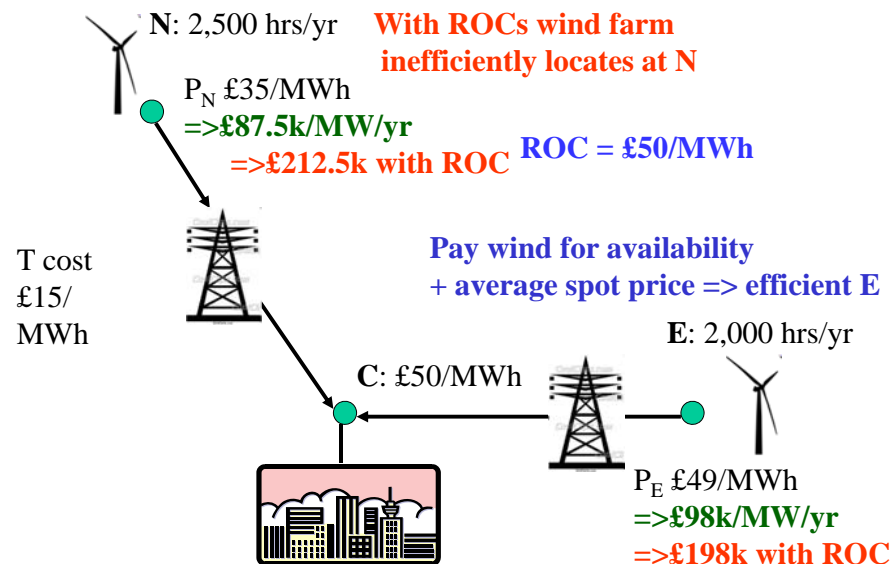 N: 2,500 hrs/yr
With ROCs wind farm
inefficiently locates at N
P_N £35/MWh
=>£87.5k/MW/yr
=>£212.5k with ROC
ROC = £50/MWh
T cost
£15/
MWh
Pay wind for availability
+ average spot price => efficient E
E: 2,000 hrs/yr
C: £50/MWh
P_E £49/MWh
=>£98k/MW/yr
=>£198k with ROC